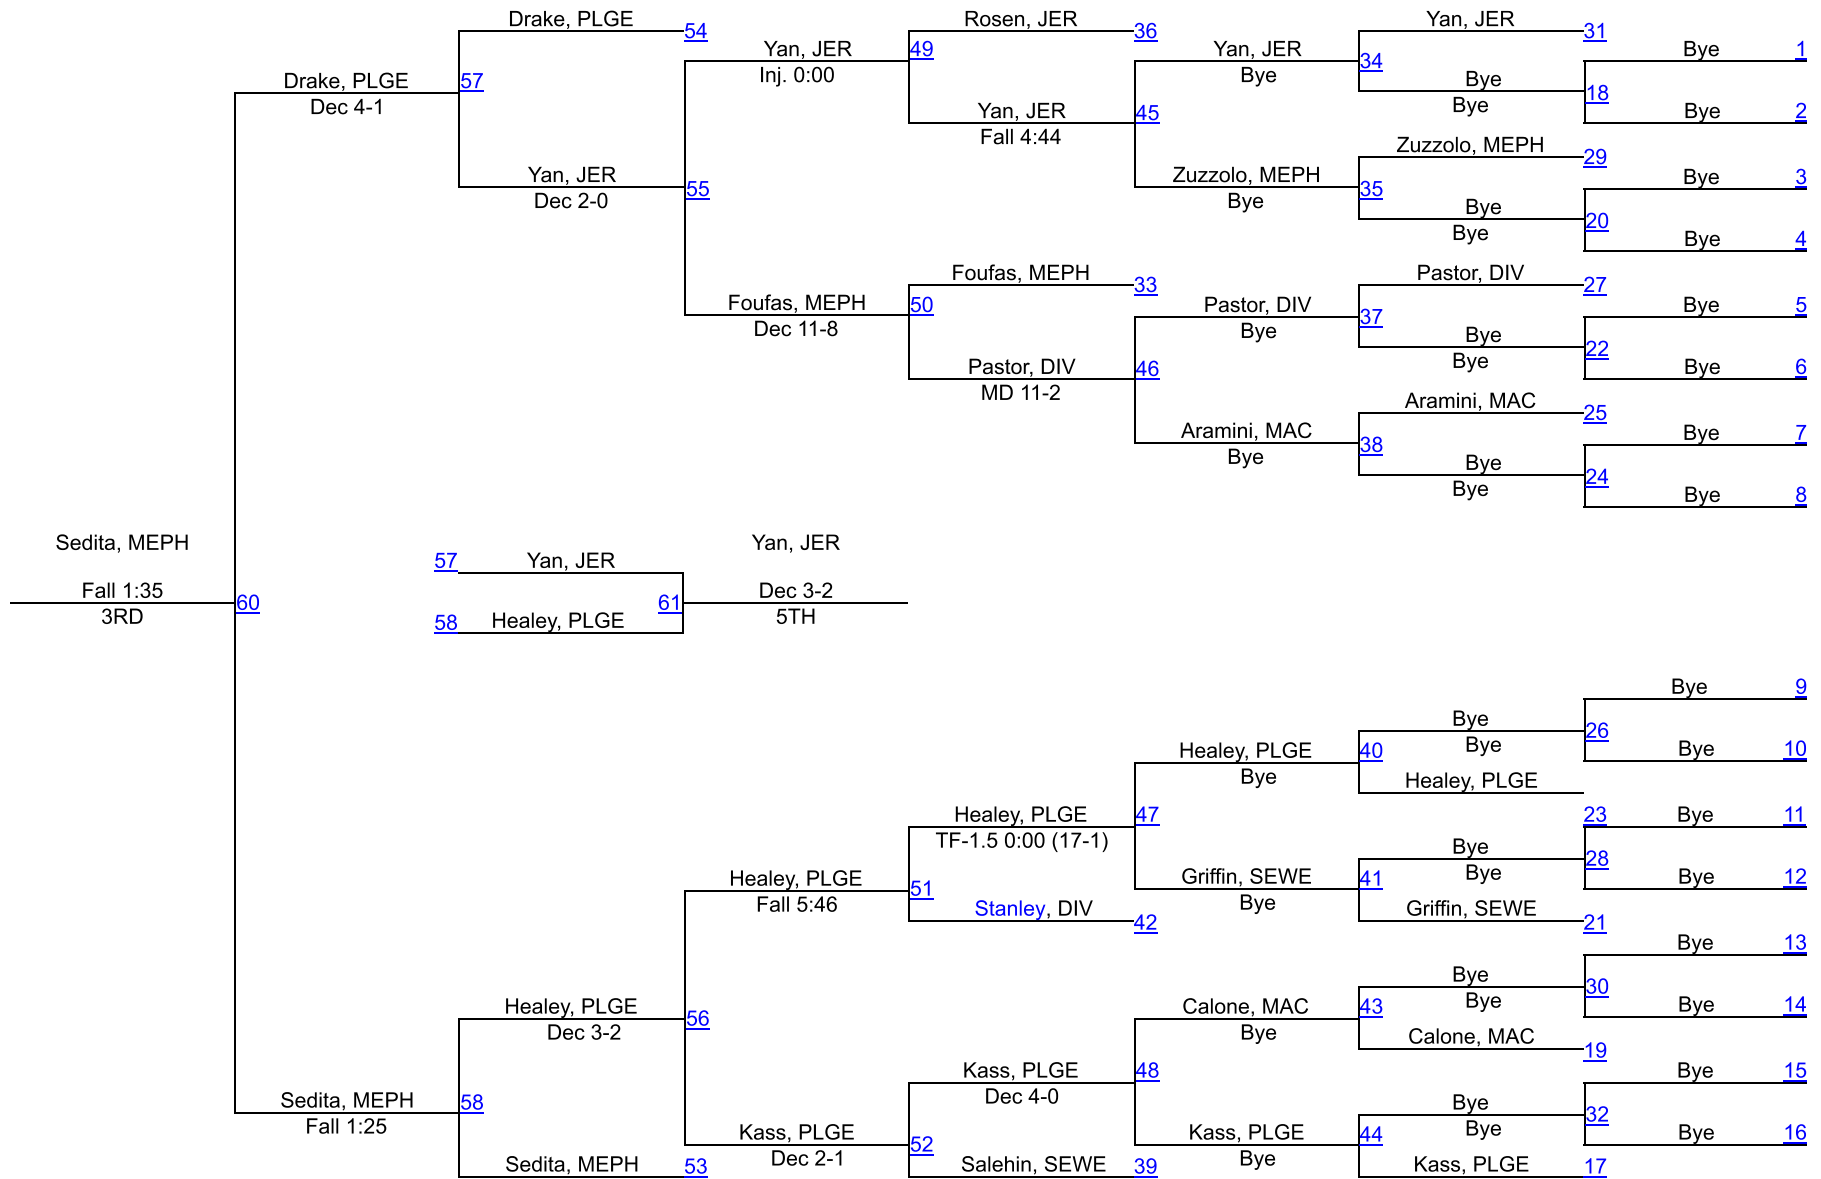 Drake, PLGE
54
Rosen, JER
36
Yan, JER
31
Yan, JER
49
Yan, JER
34
Bye
1
Inj. 0:00
Bye
Bye
Drake, PLGE
57
Bye
18
Dec 4-1
Yan, JER
45
Bye
2
Fall 4:44
Zuzzolo, MEPH
29
Yan, JER
55
Zuzzolo, MEPH
35
Bye
3
Dec 2-0
Bye
Bye
20
Bye
Bye
4
Foufas, MEPH
33
Pastor, DIV
27
Foufas, MEPH
50
Pastor, DIV
37
Bye
5
Dec 11-8
Bye
Bye
22
Bye
Pastor, DIV
46
Bye
6
MD 11-2
Aramini, MAC
25
Aramini, MAC
38
Bye
7
Bye
Bye
24
Bye
Bye
8
Sedita, MEPH
Yan, JER
57
Yan, JER
Fall 1:35
60
61
Dec 3-2
3RD
58
Healey, PLGE
5TH
Bye
9
Bye
26
Healey, PLGE
40
Bye
Bye
10
Bye
Healey, PLGE
Healey, PLGE
47
23
Bye
11
TF-1.5 0:00 (17-1)
Bye
28
Healey, PLGE
51
Griffin, SEWE
41
Bye
Bye
12
Fall 5:46
Bye
Stanley, DIV
42
Griffin, SEWE
21
Bye
13
Bye
30
Healey, PLGE
56
Calone, MAC
43
Bye
Bye
14
Dec 3-2
Bye
Calone, MAC
19
Kass, PLGE
48
Bye
15
Dec 4-0
Sedita, MEPH
58
Bye
32
Fall 1:25
Kass, PLGE
52
Kass, PLGE
44
Bye
Bye
16
Dec 2-1
Bye
Sedita, MEPH
53
Salehin, SEWE
39
Kass, PLGE
17